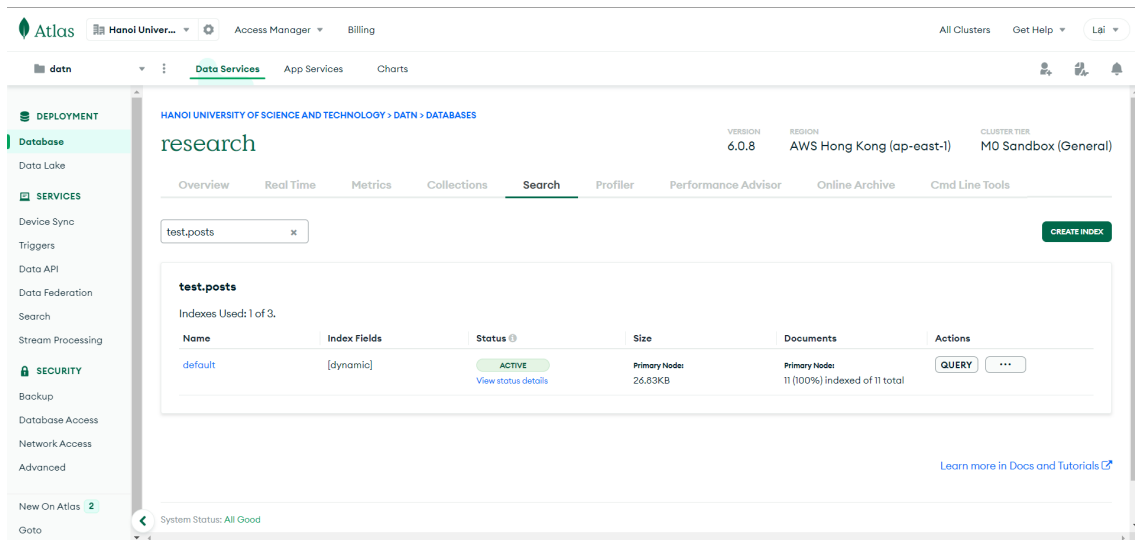 Atlas Hanoi Univer... Access Manager Billing All Clusters Get Help Lại
datn Data Services App Services Charts
DEPLOYMENT
Database
Data Lake
SERVICES
Device Sync
Triggers
Data API
Data Federation
Search
Stream Processing
SECURITY
Backup
Database Access
Network Access
Advanced
New On Atlas 2
Goto
HANOI UNIVERSITY OF SCIENCE AND TECHNOLOGY > DATN > DATABASES
research
VERSION REGION CLUSTER TIER
6.0.8 AWS Hong Kong (ap-east-1) M0 Sandbox (General)
Overview Real Time Metrics Collections Search Profiler Performance Advisor Online Archive Cmd Line Tools
test.posts
CREATE INDEX
test.posts
Indexes Used: 1 of 3.
Name Index Fields Status Size Documents Actions
default [dynamic] ACTIVE Primary Node: Primary Node: QUERY ...
View status details 26.83KB 11 (100%) indexed of 11 total
Learn more in Docs and Tutorials
System Status: All Good